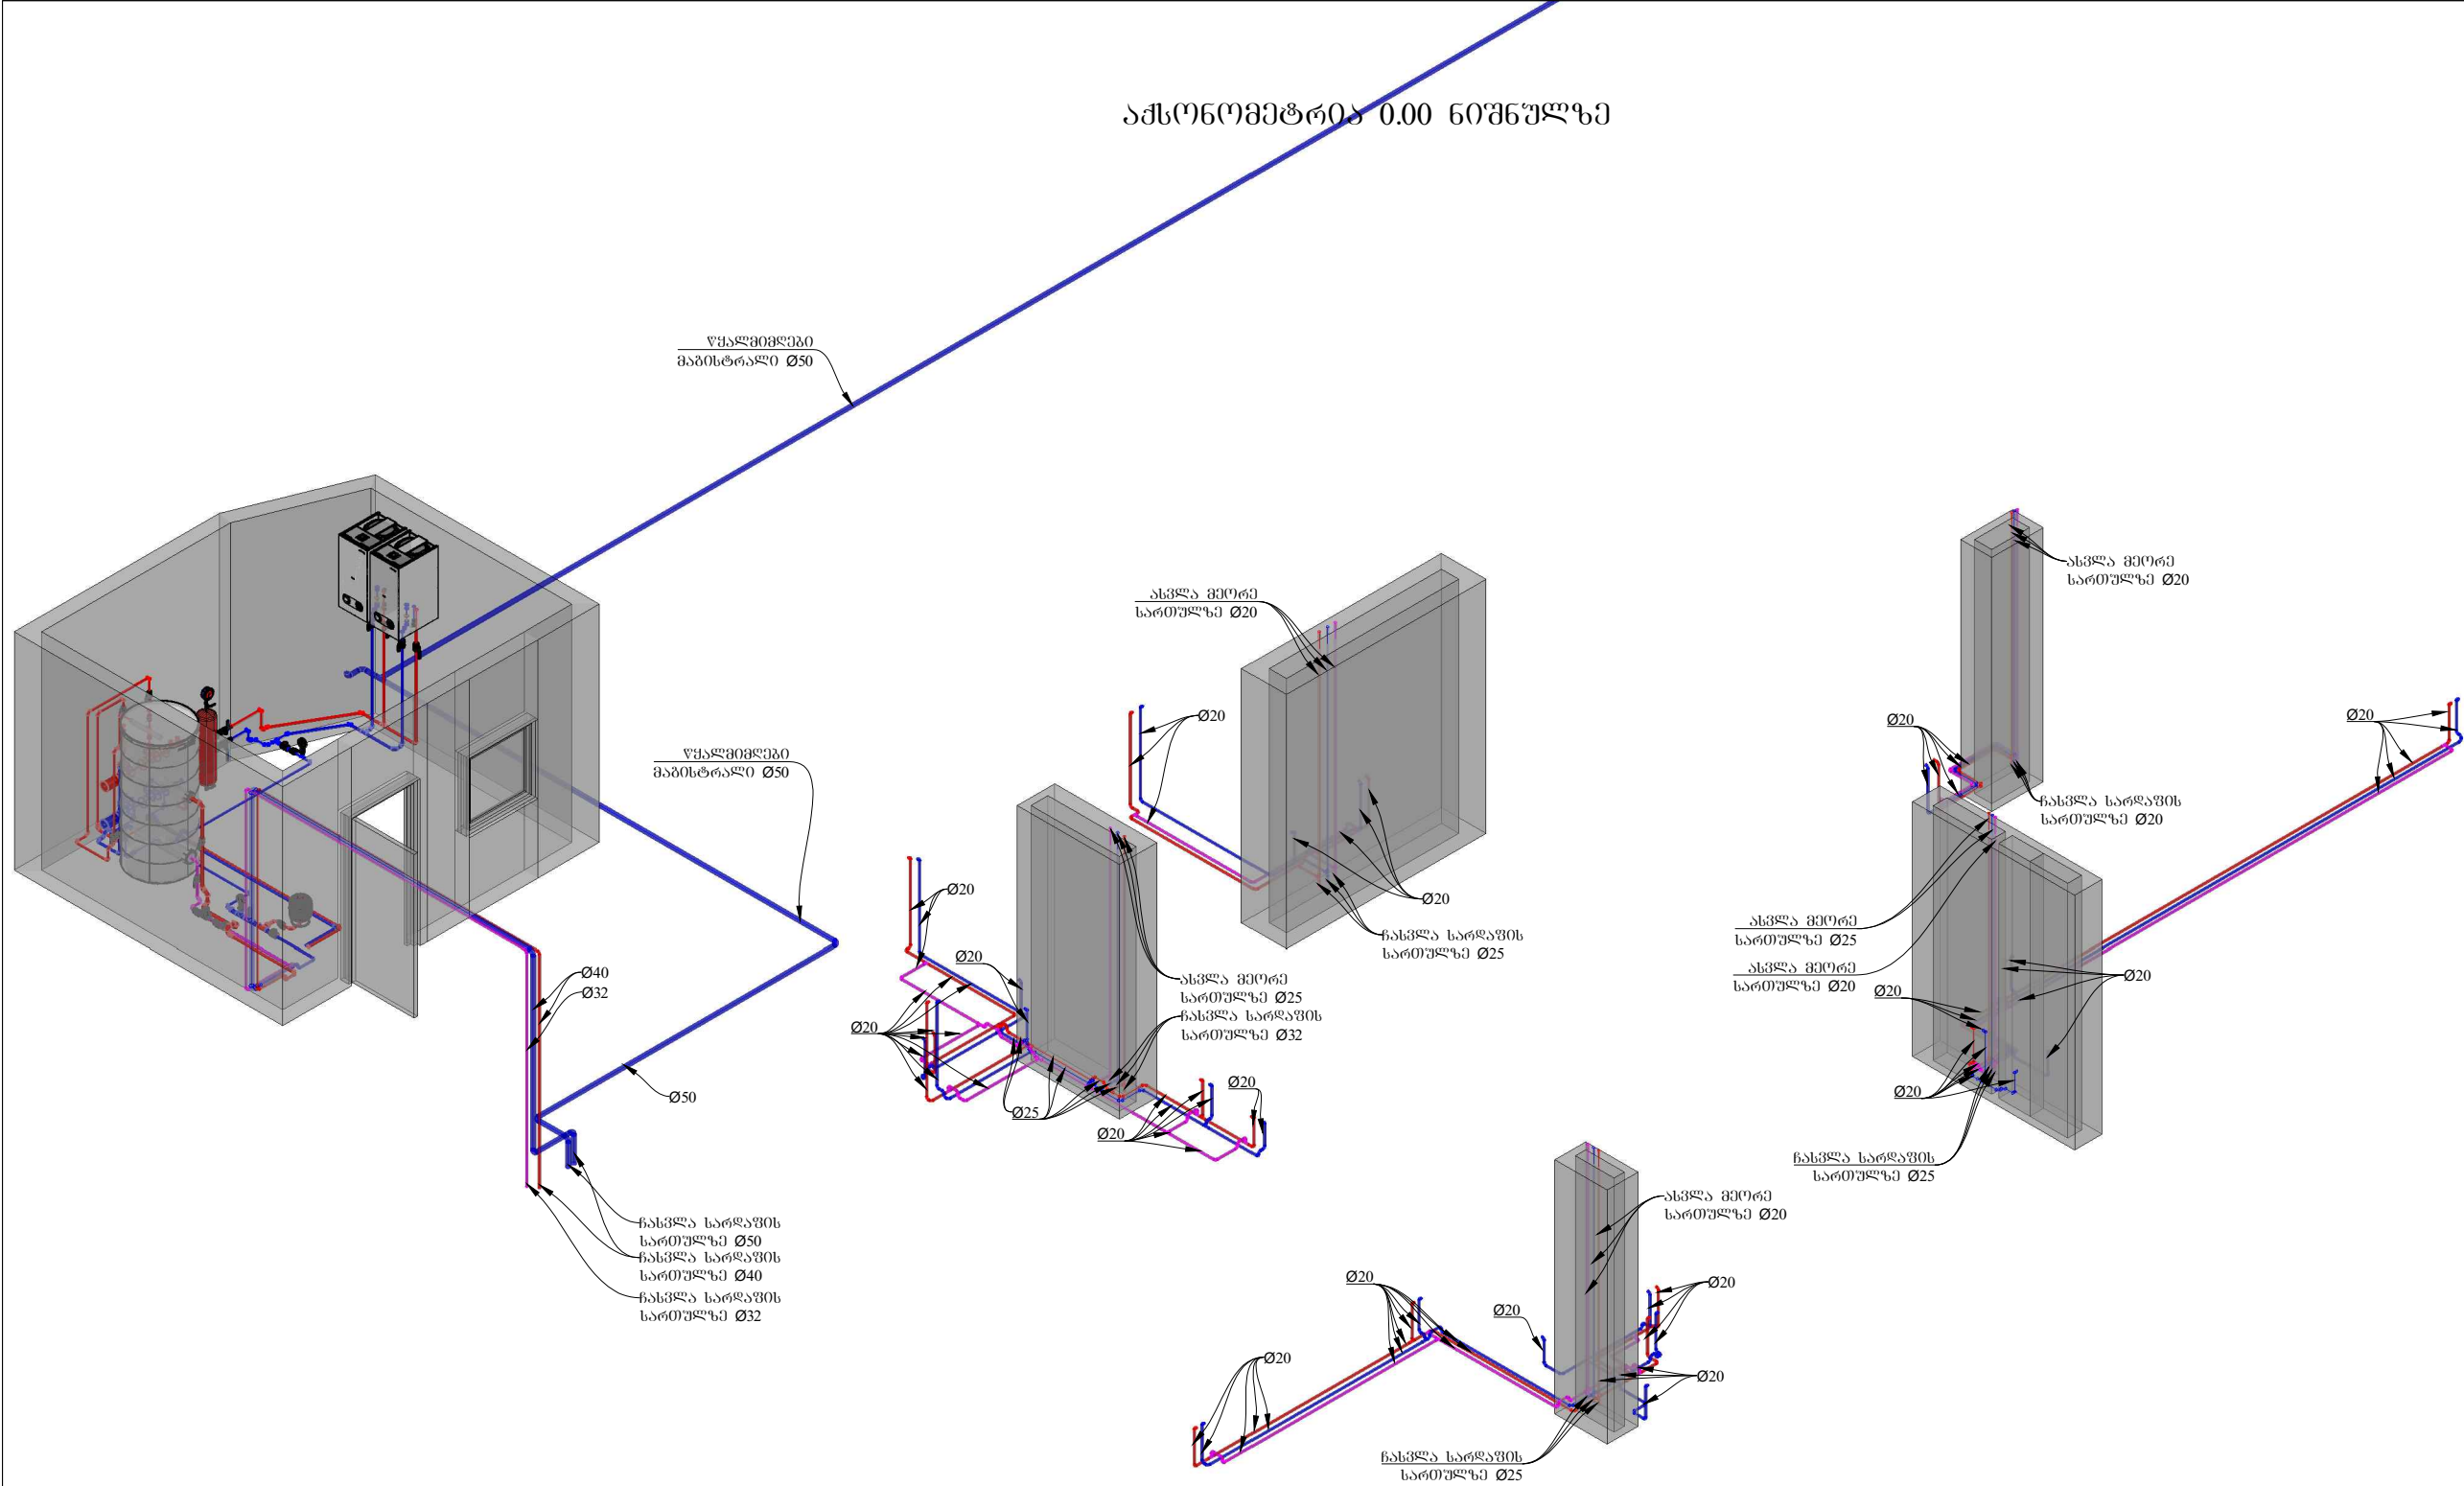 აქსონომეტრია 0.00 ნიშნულზე
წყალმიმღები
მაგისტრალი Ø50
ასვლა მეორე
სართულზე Ø20
ასვლა მეორე
სართულზე Ø20
Ø20
Ø20
Ø20
წყალმიმღები
მაგისტრალი Ø50
ჩასვლა სარდაფის
სართულზე Ø20
Ø20
Ø20
ჩასვლა სარდაფის
სართულზე Ø25
ასვლა მეორე
სართულზე Ø25
ასვლა მეორე
სართულზე Ø20
Ø20
Ø20
Ø20
Ø40
Ø32
ასვლა მეორე
სართულზე Ø25
ჩასვლა სარდაფის
სართულზე Ø32
Ø20
Ø50
Ø25
Ø20
Ø20
Ø20
ჩასვლა სარდაფის
სართულზე Ø25
ჩასვლა სარდაფის
სართულზე Ø50
ჩასვლა სარდაფის
სართულზე Ø40
ჩასვლა სარდაფის
სართულზე Ø32
ასვლა მეორე
სართულზე Ø20
Ø20
Ø20
Ø20
Ø20
Ø20
ჩასვლა სარდაფის
სართულზე Ø25